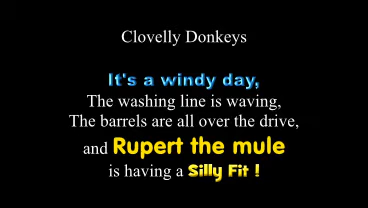 Clovelly Donkeys
It's a windy day,
The washing line is waving,
The barrels are all over the drive,
and Rupert the mule
is having a Silly Fit !